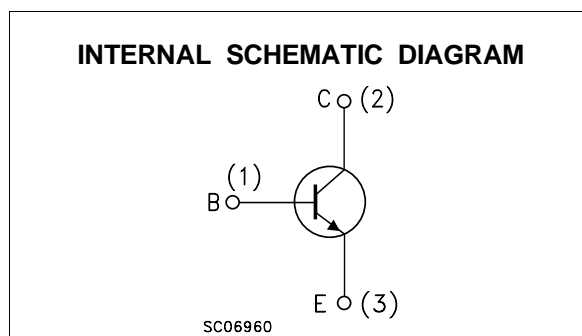 INTERNAL SCHEMATIC DIAGRAM
C (2)
(1)
B
E (3)
SC06960